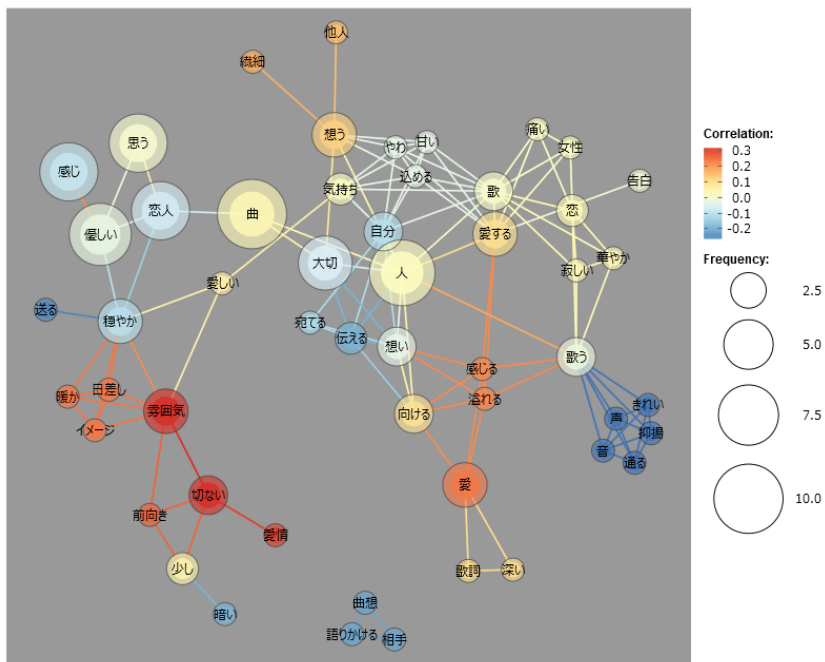 他人
繊細
想う
思う
感じ
恋人
優しい
曲
やわ
甘い
込める
気持ち
歌
痛い
女性
告白
恋
自分
愛する
大切
人
寂しい
華やか
愛しい
送る
穏やか
宛てる
伝える
想い
歌う
感じる
溢れる
向ける
暖か
日差し
イメージ
雰囲気
きれい
声
抑揚
音
通る
愛
切ない
前向き
愛情
少し
歌詞
深い
暗い
曲想
語りかける
相手
Correlation:
0.3
0.2
0.1
0.0
-0.1
-0.2
Frequency:
2.5
5.0
7.5
10.0